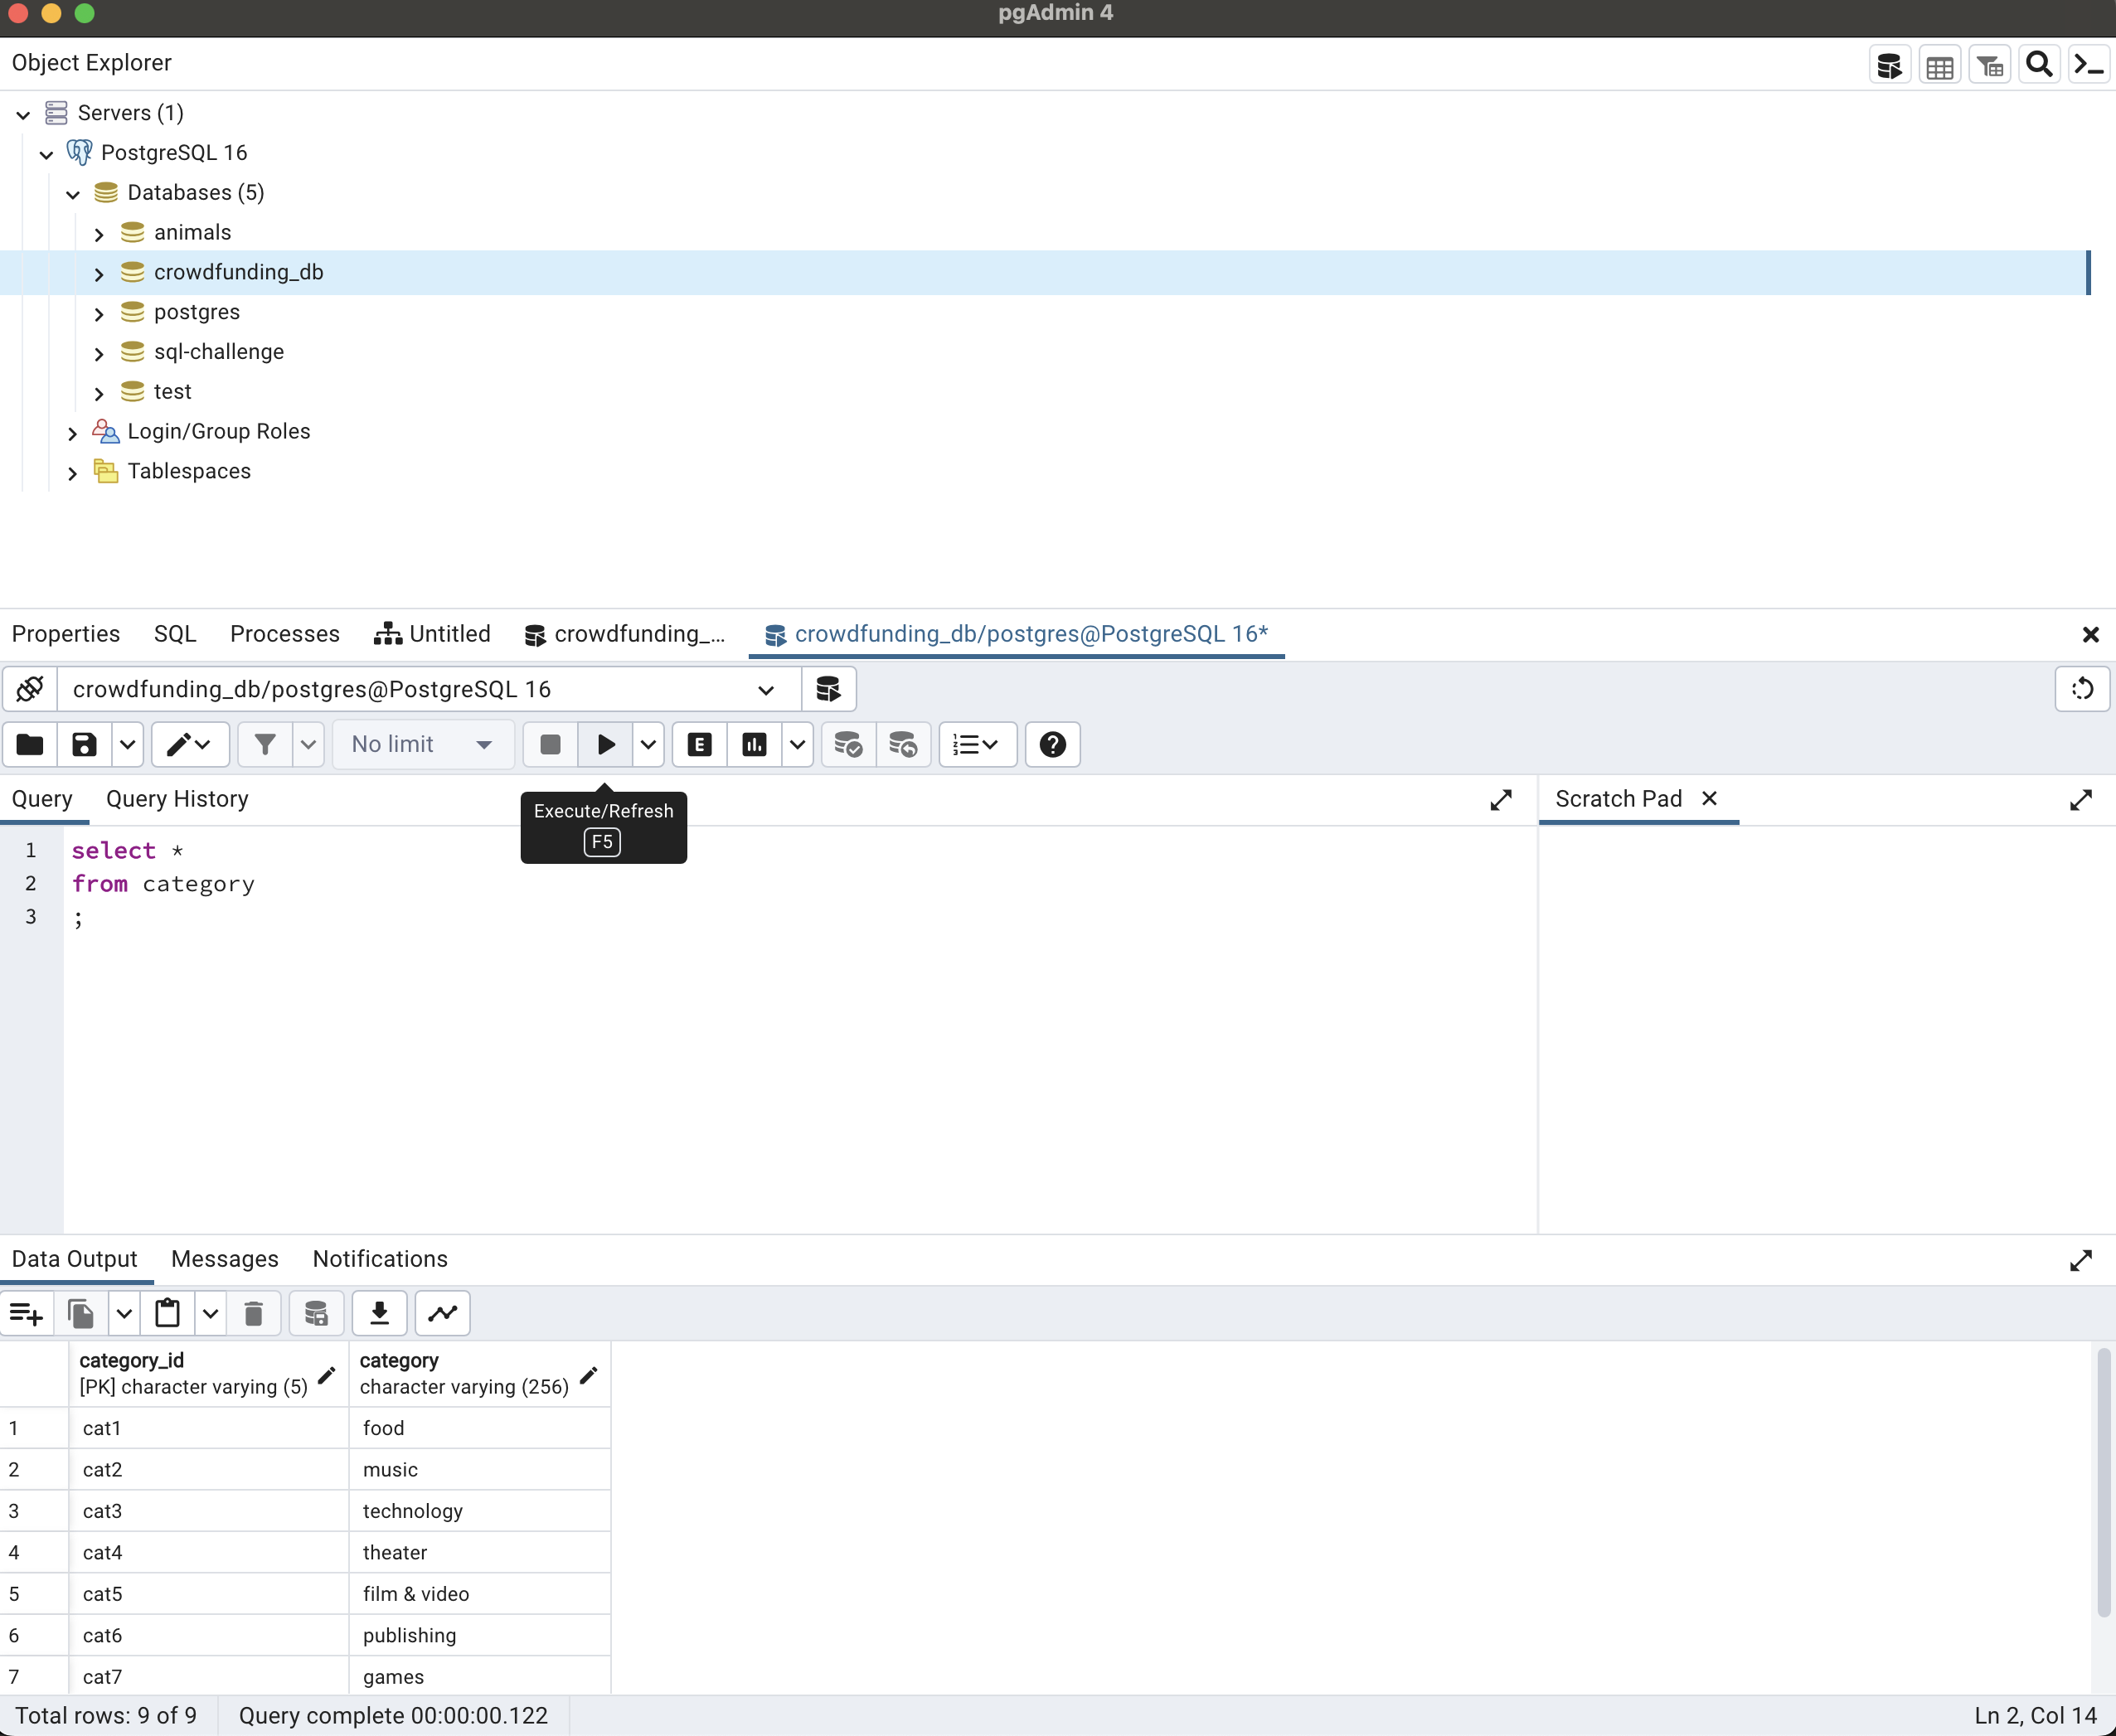 pgAdmin 4
Object Explorer
Servers (1)
PostgreSQL 16
Databases (5)
animals
crowdfunding_db
postgres
sql-challenge
test
Login/Group Roles
Tablespaces
Properties SQL Processes Untitled crowdfunding_... crowdfunding_db/postgres@PostgreSQL 16*
crowdfunding_db/postgres@PostgreSQL 16
No limit E
Query Query History Scratch Pad
Execute/Refresh
F5
1 select *
2 from category
3 ;
Data Output Messages Notifications
category_id category
[PK] character varying (5) character varying (256)
1 cat1 food
2 cat2 music
3 cat3 technology
4 cat4 theater
5 cat5 film & video
6 cat6 publishing
7 cat7 games
Total rows: 9 of 9 Query complete 00:00:00.122 Ln 2, Col 14